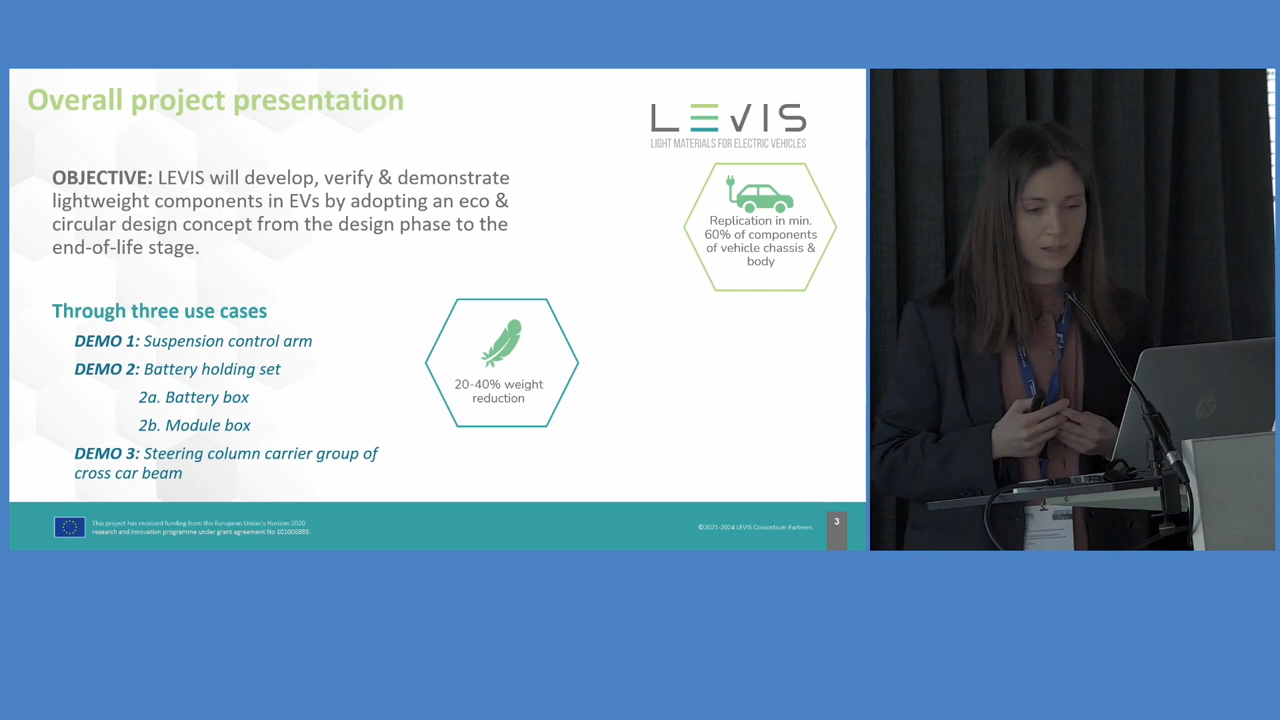 Overall project presentation
LEVIS
LIGHT MATERIALS FOR ELECTRIC VEHICLES
OBJECTIVE: LEVIS will develop, verify & demonstrate
lightweight components in EVs by adopting an eco &
circular design concept from the design phase to the
end-of-life stage.
Replication in min.
60% of components
of vehicle chassis &
body
Through three use cases
DEMO 1: Suspension control arm
DEMO 2: Battery holding set
2a. Battery box
2b. Module box
DEMO 3: Steering column carrier group of
cross car beam
20-40% weight
reduction
This project has received funding from the European Union's Horizon 2020
research and innovation programme under grant agreement No 101006888.
©2021-2024 LEVIS Consortium Partners
3
hp